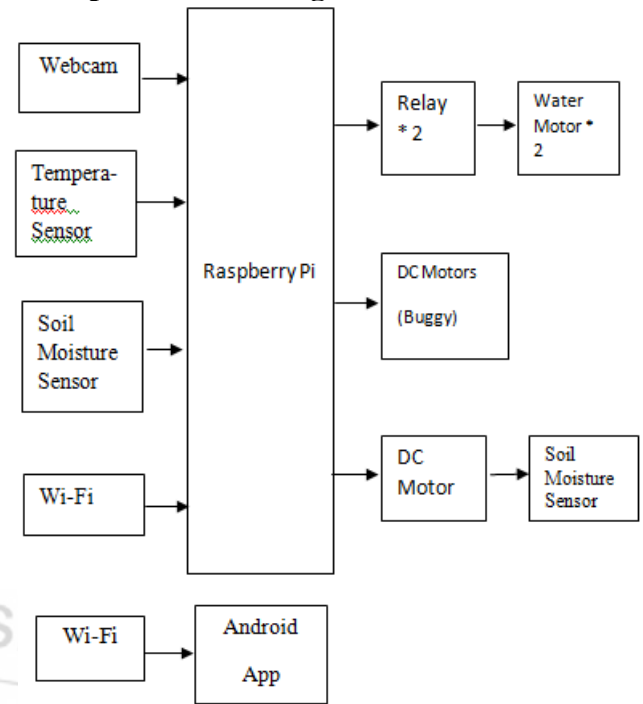 Webcam
Tempera-
ture
Sensor
Soil
Moisture
Sensor
Wi-Fi
Raspberry Pi
Relay
* 2
Water
Motor *
2
DC Motors
(Buggy)
DC
Motor
Soil
Moisture
Sensor
Wi-Fi
Android
App